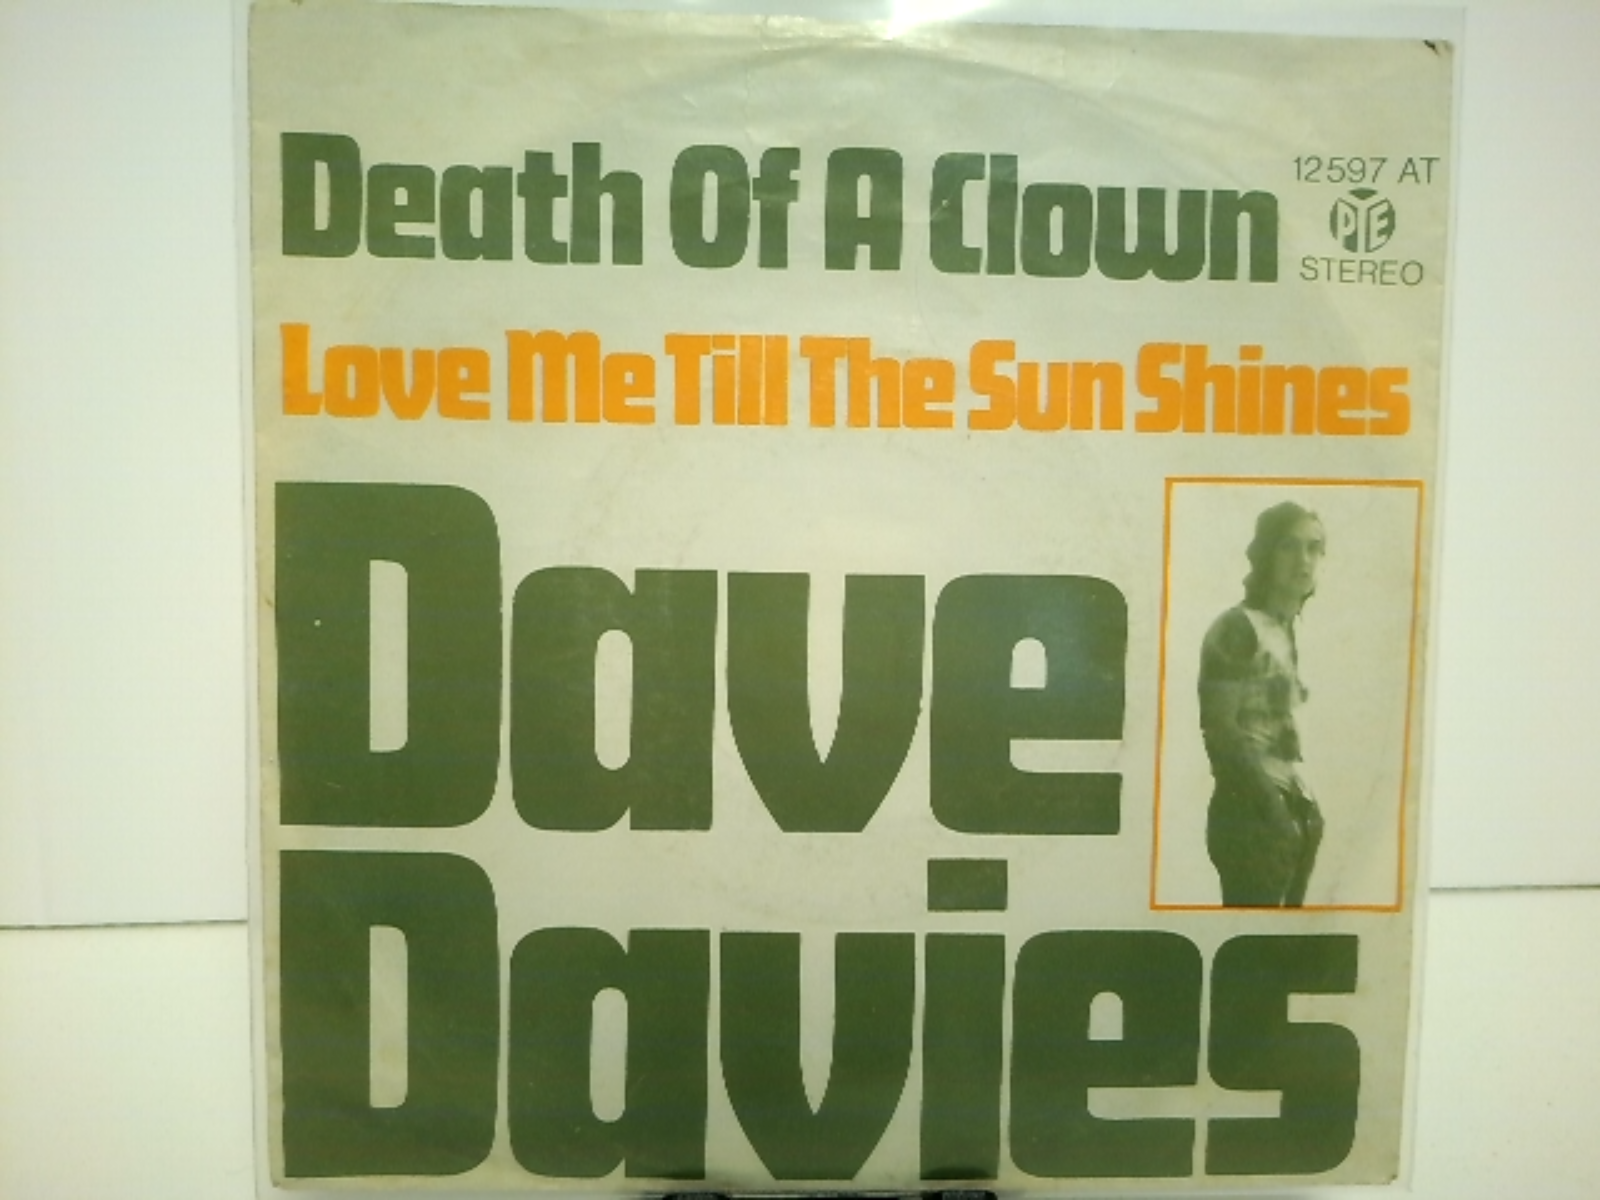 Death Of A Clown
12597 AT
PYE
STEREO
Love Me Till The Sun Shines
Dave
Davies